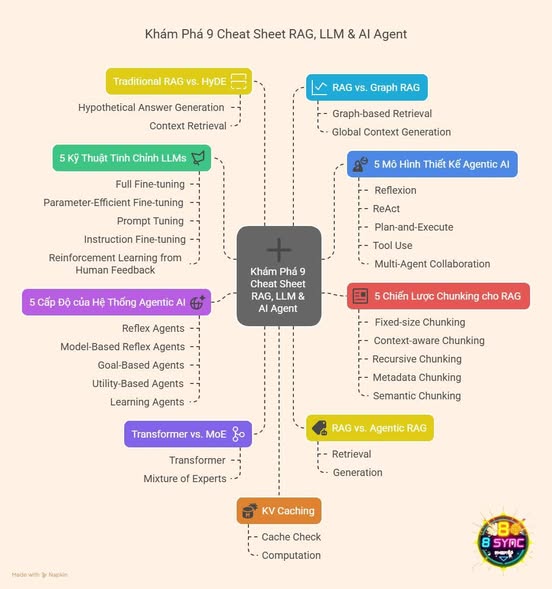 Khám Phá 9 Cheat Sheet RAG, LLM & AI Agent
Traditional RAG vs. HyDE
Hypothetical Answer Generation
Context Retrieval
RAG vs. Graph RAG
Graph-based Retrieval
Global Context Generation
5 Kỹ Thuật Tinh Chỉnh LLMs
Full Fine-tuning
Parameter-Efficient Fine-tuning
Prompt Tuning
Instruction Fine-tuning
Reinforcement Learning from
Human Feedback
5 Mô Hình Thiết Kế Agentic AI
Reflexion
ReAct
Plan-and-Execute
Tool Use
Multi-Agent Collaboration
Khám Phá 9
Cheat Sheet
RAG, LLM &
AI Agent
5 Cấp Độ của Hệ Thống Agentic AI
Reflex Agents
Model-Based Reflex Agents
Goal-Based Agents
Utility-Based Agents
Learning Agents
5 Chiến Lược Chunking cho RAG
Fixed-size Chunking
Context-aware Chunking
Recursive Chunking
Metadata Chunking
Semantic Chunking
Transformer vs. MoE
Transformer
Mixture of Experts
RAG vs. Agentic RAG
Retrieval
Generation
KV Caching
Cache Check
Computation
8
8 SYNC
Made with Napkin